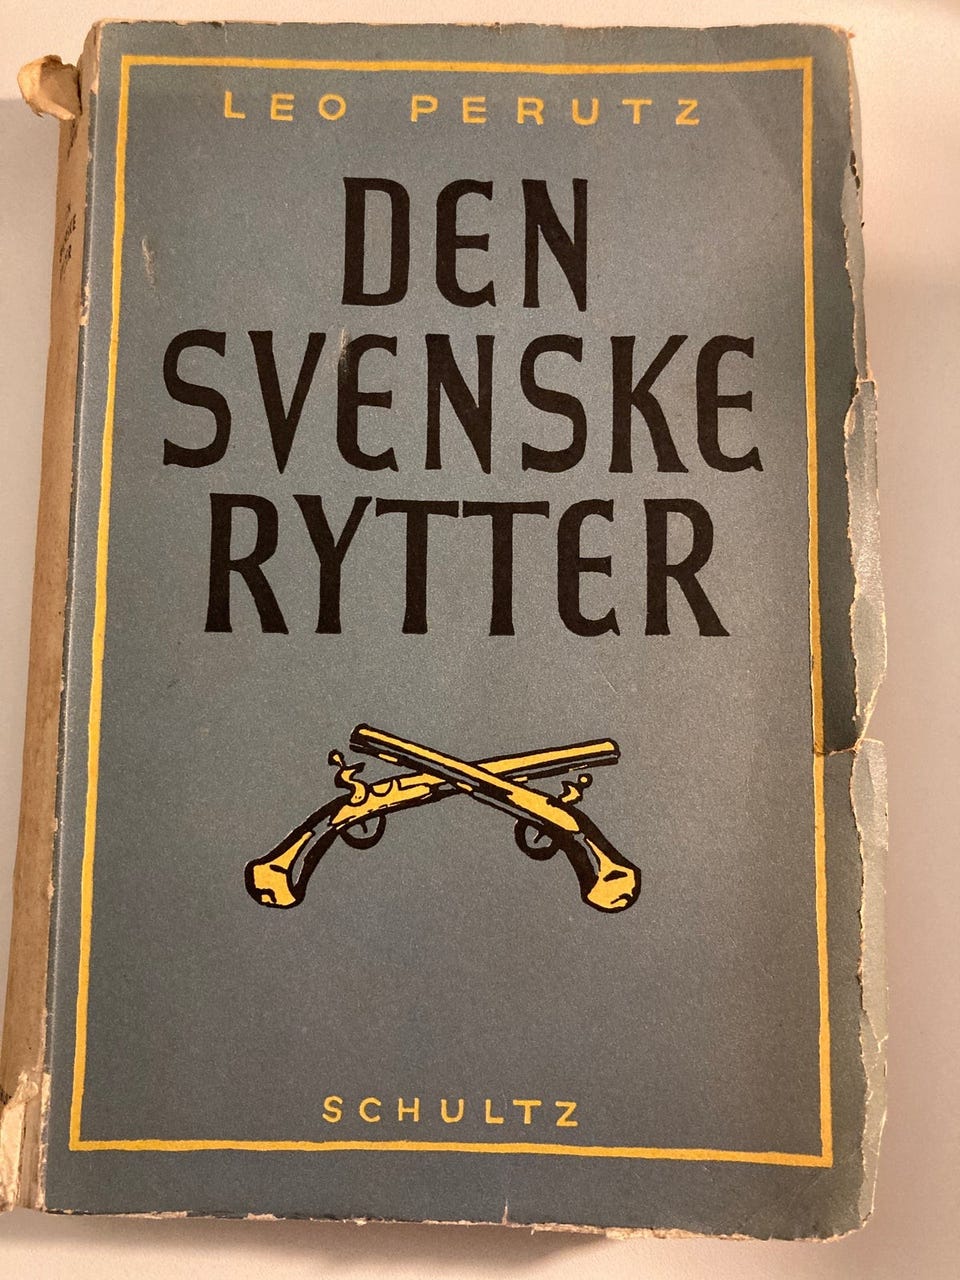 LEO PERUTZ
DEN
SVENSKE
RYTTER
SCHULTZ